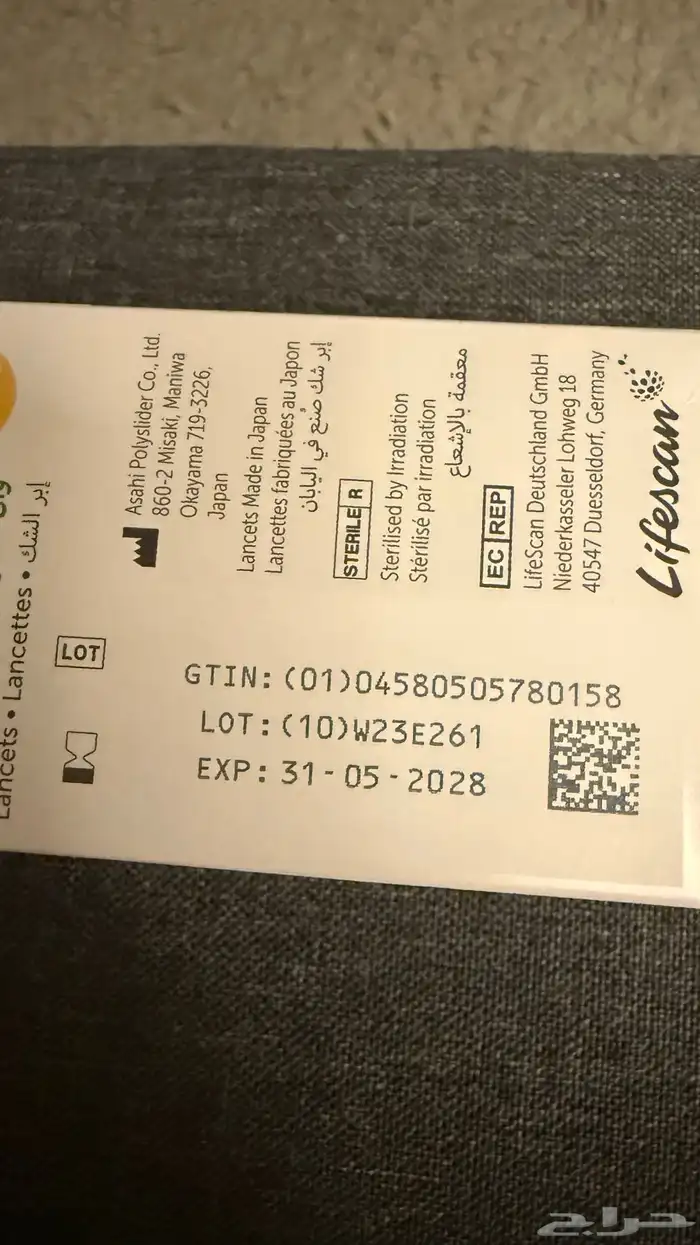 Lancets • Lancettes • إبر الشك
Asahi Polyslider Co., Ltd.
860-2 Misaki, Maniwa
Okayama 719-3226,
Japan
Lancets Made in Japan
Lancettes fabriquées au Japon
إبر شك صُنع في اليابان
STERILE R
Sterilised by Irradiation
Stérilisé par irradiation
معقمة بالإشعاع
EC REP
LifeScan Deutschland GmbH
Niederkasseler Lohweg 18
40547 Duesseldorf, Germany
Lifescan
LOT
GTIN: (01)04580505780158
LOT: (10)W23E261
EXP: 31-05-2028
حراج